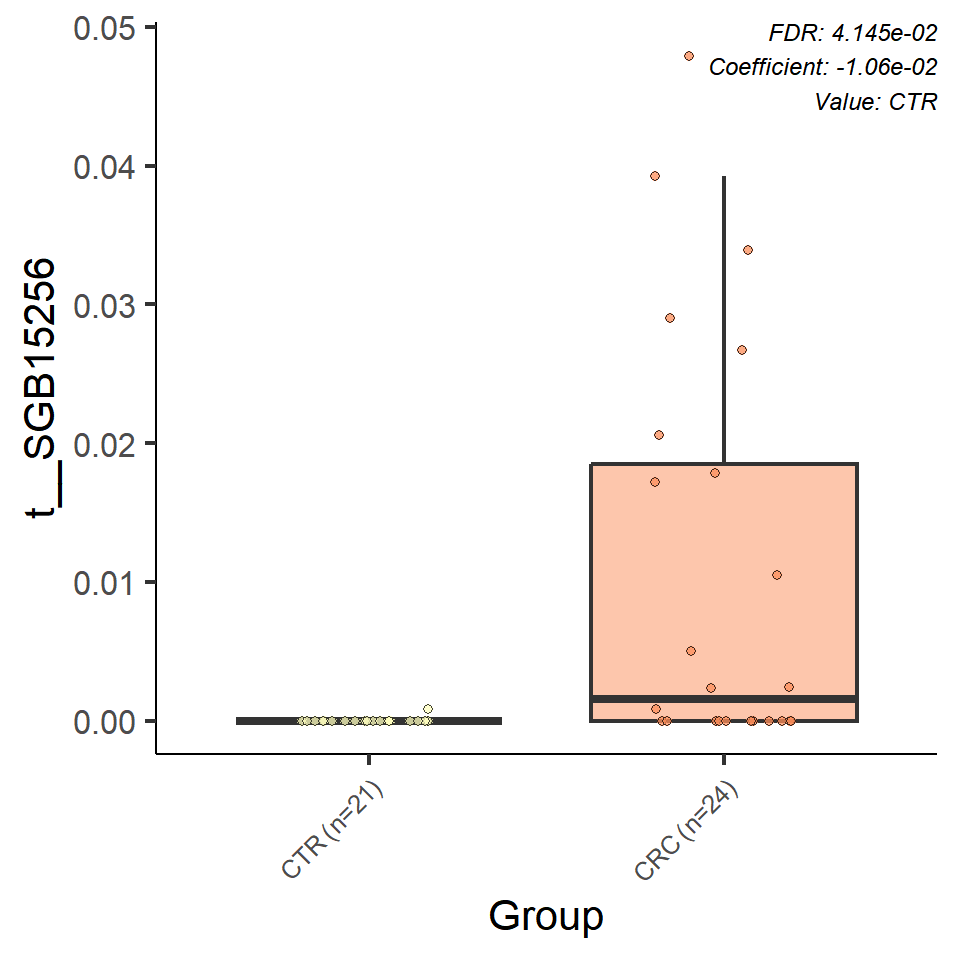 FDR: 4.145e-02
Coefficient: -1.06e-02
Value: CTR
0.05
0.04
0.03
0.02
0.01
0.00
t__SGB15256
CTR (n=21)
CRC (n=24)
Group